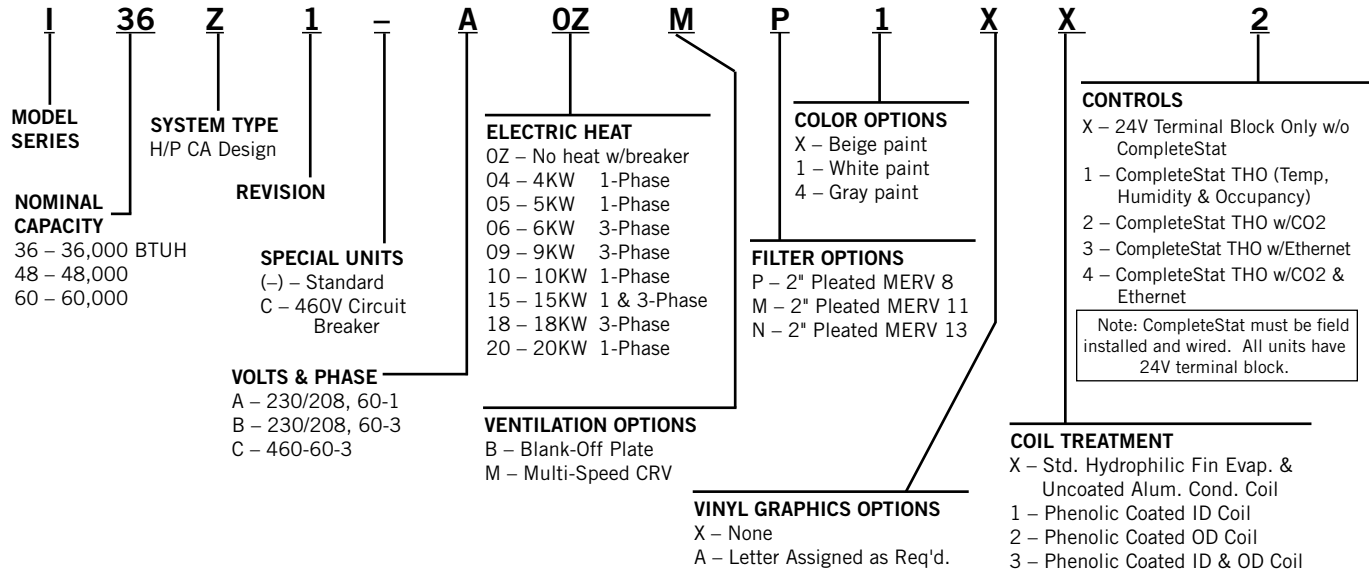 I 36 Z 1 – A 0Z M P 1 X X 2
MODEL
SERIES
NOMINAL
CAPACITY
36 – 36,000 BTUH
48 – 48,000
60 – 60,000
SYSTEM TYPE
H/P CA Design
REVISION
SPECIAL UNITS
(–) – Standard
C – 460V Circuit
Breaker
VOLTS & PHASE
A – 230/208, 60-1
B – 230/208, 60-3
C – 460-60-3
ELECTRIC HEAT
0Z – No heat w/breaker
04 – 4KW 1-Phase
05 – 5KW 1-Phase
06 – 6KW 3-Phase
09 – 9KW 3-Phase
10 – 10KW 1-Phase
15 – 15KW 1 & 3-Phase
18 – 18KW 3-Phase
20 – 20KW 1-Phase
VENTILATION OPTIONS
B – Blank-Off Plate
M – Multi-Speed CRV
FILTER OPTIONS
P – 2" Pleated MERV 8
M – 2" Pleated MERV 11
N – 2" Pleated MERV 13
COLOR OPTIONS
X – Beige paint
1 – White paint
4 – Gray paint
VINYL GRAPHICS OPTIONS
X – None
A – Letter Assigned as Req'd.
COIL TREATMENT
X – Std. Hydrophilic Fin Evap. &
Uncoated Alum. Cond. Coil
1 – Phenolic Coated ID Coil
2 – Phenolic Coated OD Coil
3 – Phenolic Coated ID & OD Coil
CONTROLS
X – 24V Terminal Block Only w/o
CompleteStat
1 – CompleteStat THO (Temp,
Humidity & Occupancy)
2 – CompleteStat THO w/CO2
3 – CompleteStat THO w/Ethernet
4 – CompleteStat THO w/CO2 &
Ethernet
Note: CompleteStat must be field
installed and wired. All units have
24V terminal block.